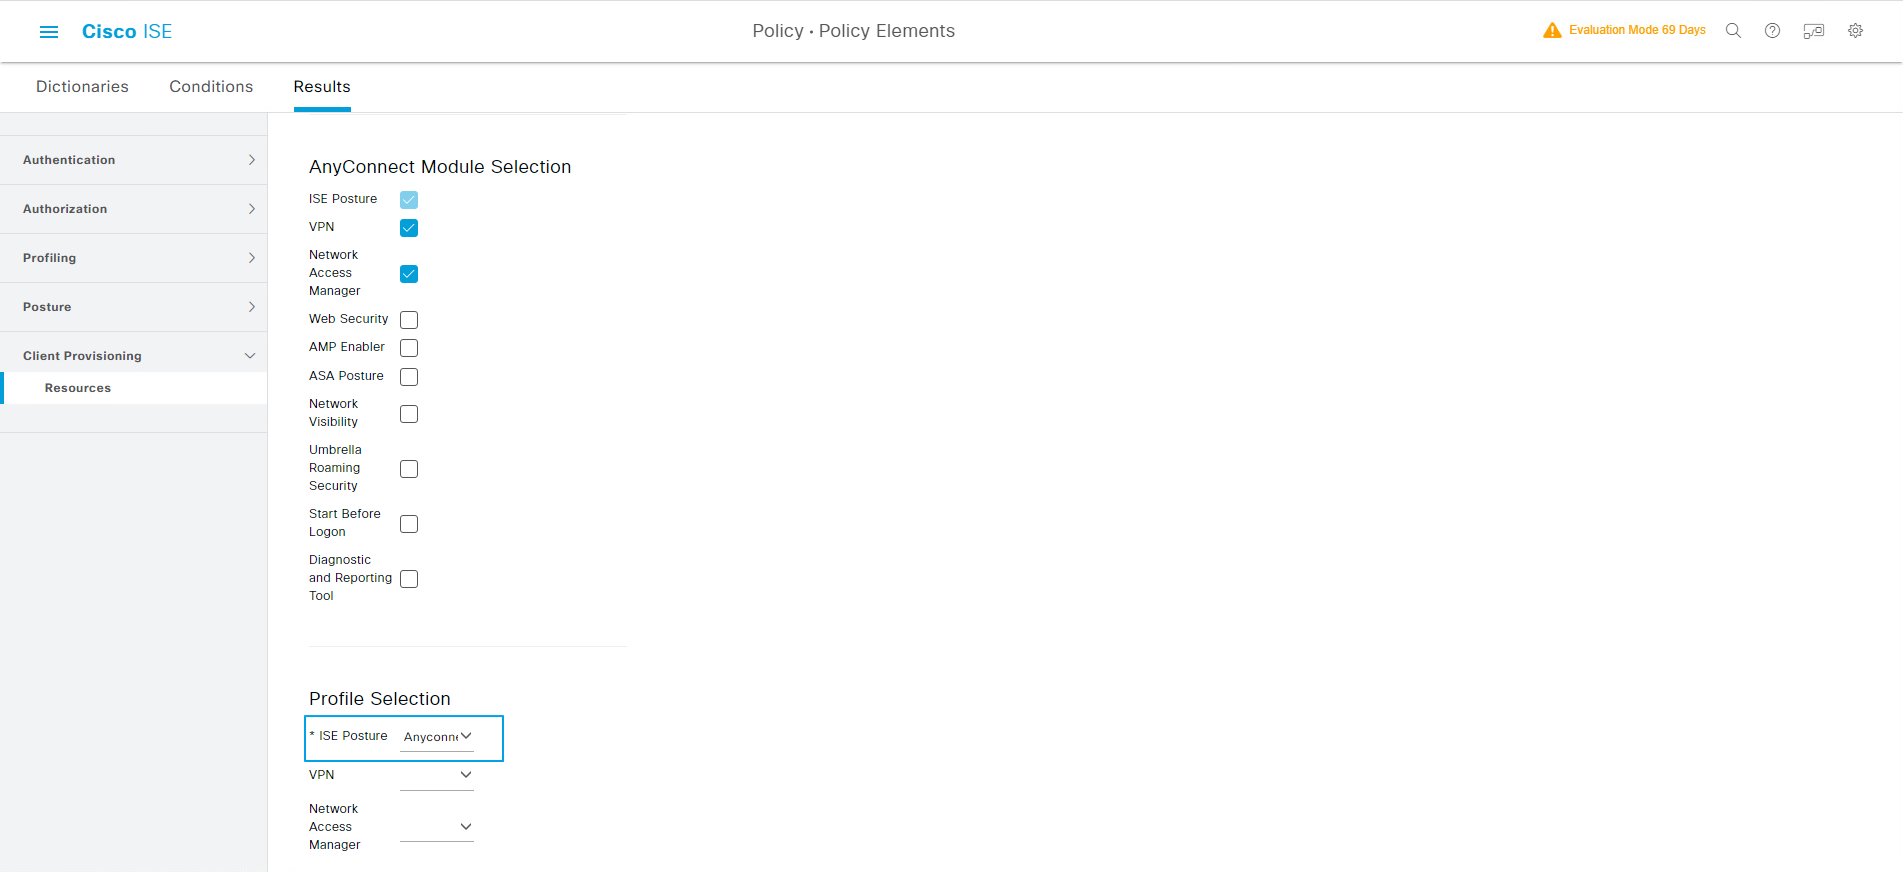 Cisco ISE
Policy · Policy Elements
Evaluation Mode 69 Days
Dictionaries
Conditions
Results
Authentication
Authorization
Profiling
Posture
Client Provisioning
Resources
AnyConnect Module Selection
ISE Posture
VPN
Network
Access
Manager
Web Security
AMP Enabler
ASA Posture
Network
Visibility
Umbrella
Roaming
Security
Start Before
Logon
Diagnostic
and Reporting
Tool
Profile Selection
* ISE Posture
VPN
Network
Access
Manager